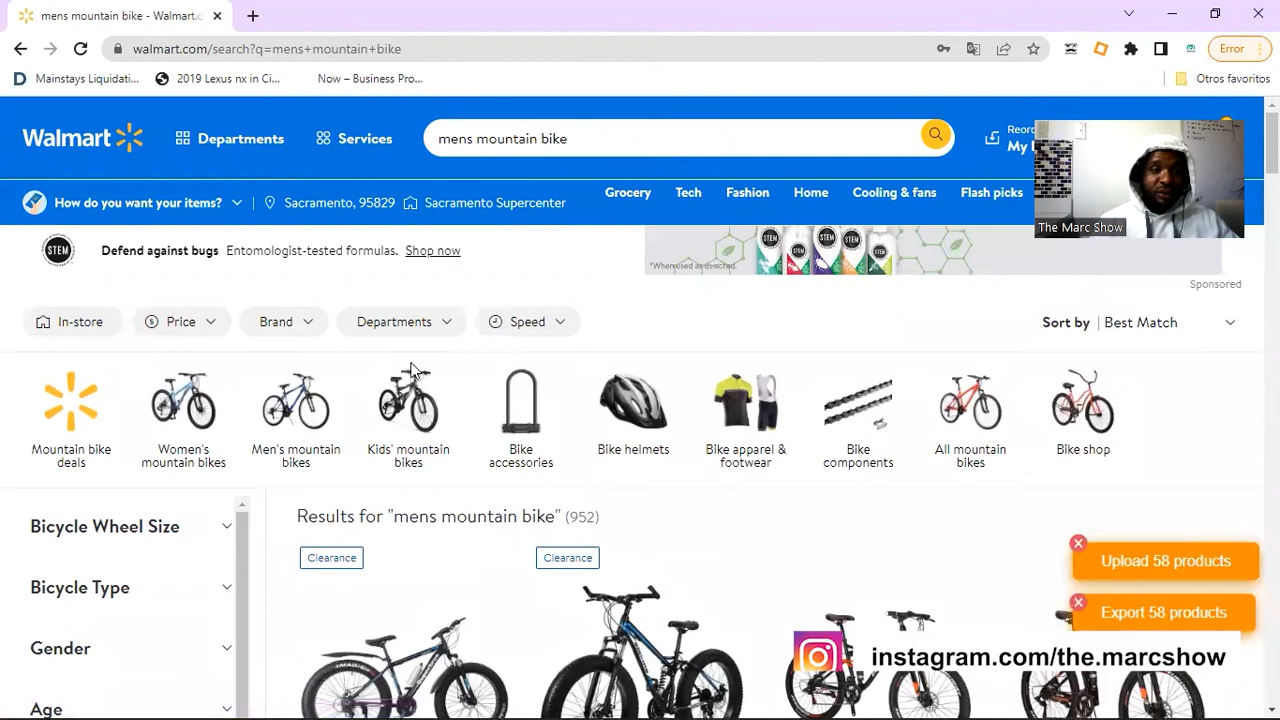 mens mountain bike - Walmart.c
walmart.com/search?q=mens+mountain+bike
Error
Mainstays Liquidati...
2019 Lexus nx in Ci...
Now – Business Pro...
Otros favoritos
Walmart
Departments
Services
mens mountain bike
Reor
My
The Marc Show
How do you want your items?
Sacramento, 95829
Sacramento Supercenter
Grocery
Tech
Fashion
Home
Cooling & fans
Flash picks
STEM
Defend against bugs
Entomologist-tested formulas.
Shop now
STEM
STEM
STEM
STEM
*When used as directed.
Sponsored
In-store
Price
Brand
Departments
Speed
Sort by
Best Match
Mountain bike
deals
Women's
mountain bikes
Men's mountain
bikes
Kids' mountain
bikes
Bike
accessories
Bike helmets
Bike apparel &
footwear
Bike
components
All mountain
bikes
Bike shop
Bicycle Wheel Size
Bicycle Type
Gender
Age
Results for "mens mountain bike" (952)
Clearance
Clearance
Upload 58 products
Export 58 products
instagram.com/the.marcshow